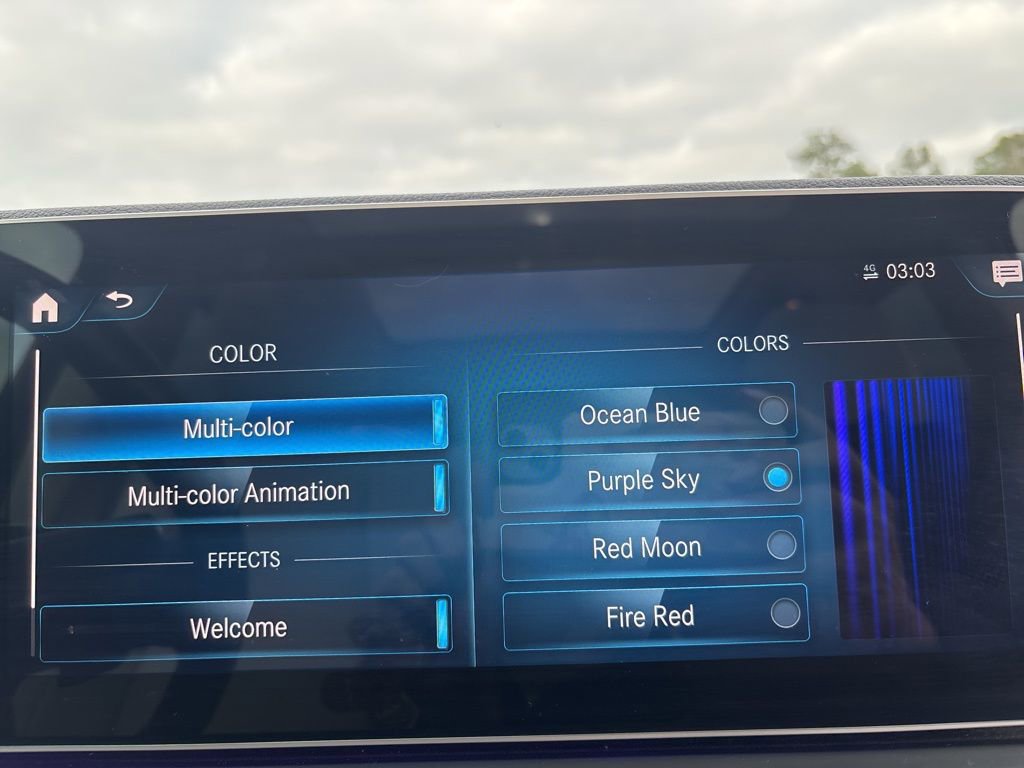 4G 03:03
COLOR
Multi-color
Multi-color Animation
EFFECTS
Welcome
COLORS
Ocean Blue
Purple Sky
Red Moon
Fire Red